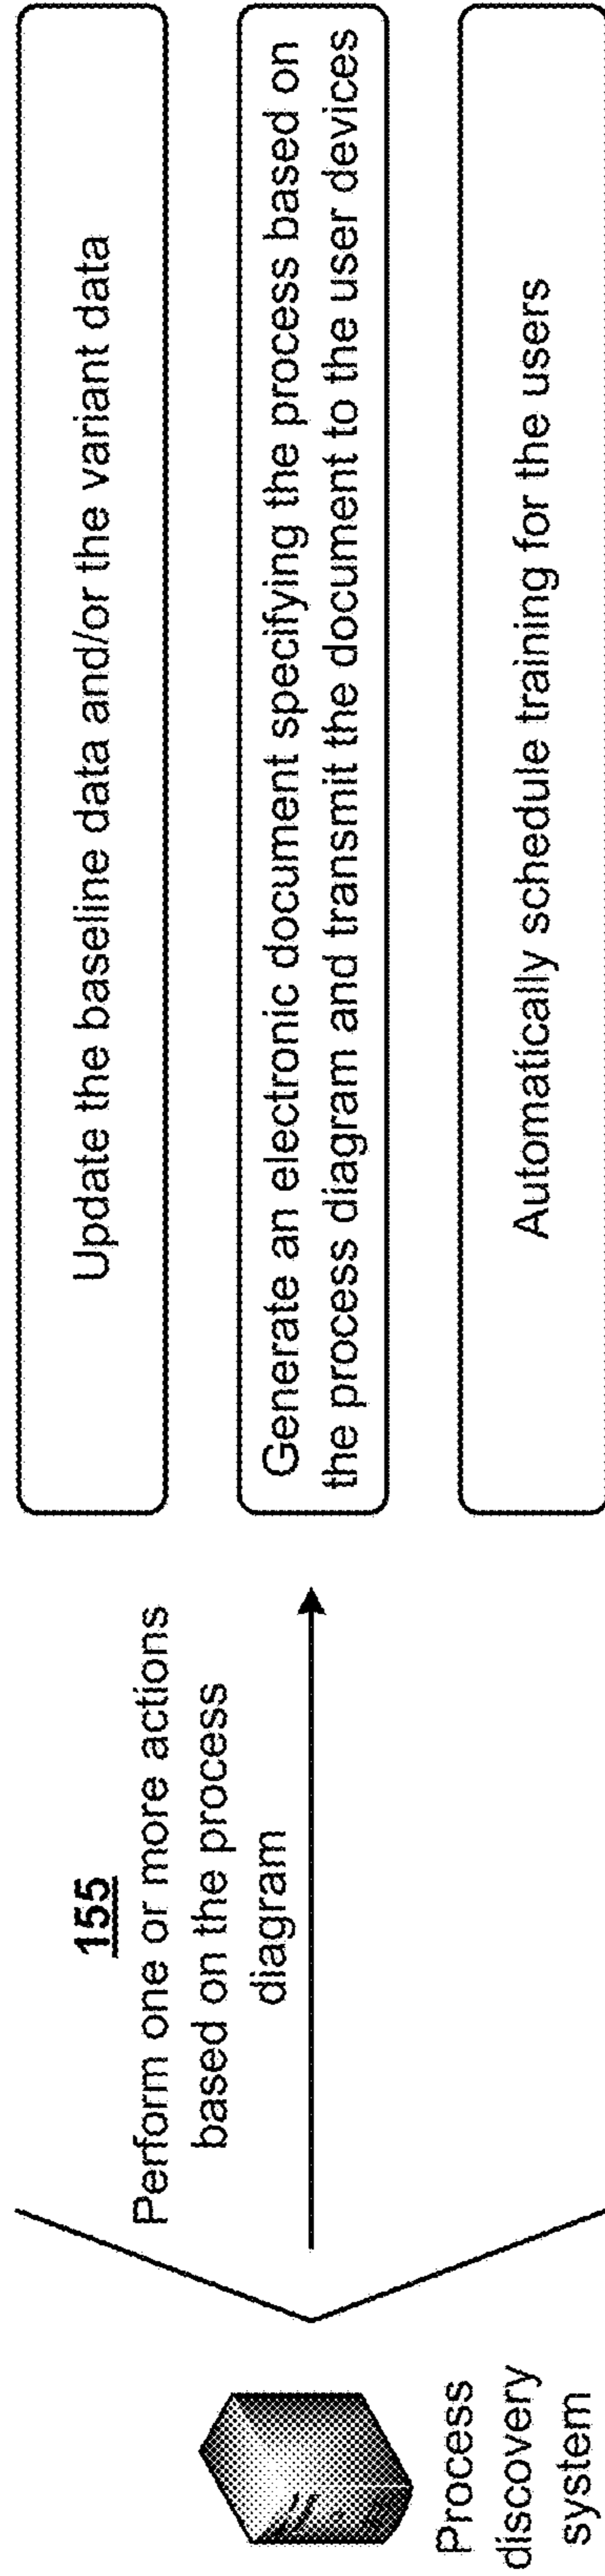 155
Perform one or more actions
based on the process
diagram
Process
discovery
system
Update the baseline data and/or the variant data
Generate an electronic document specifying the process based on
the process diagram and transmit the document to the user devices
Automatically schedule training for the users